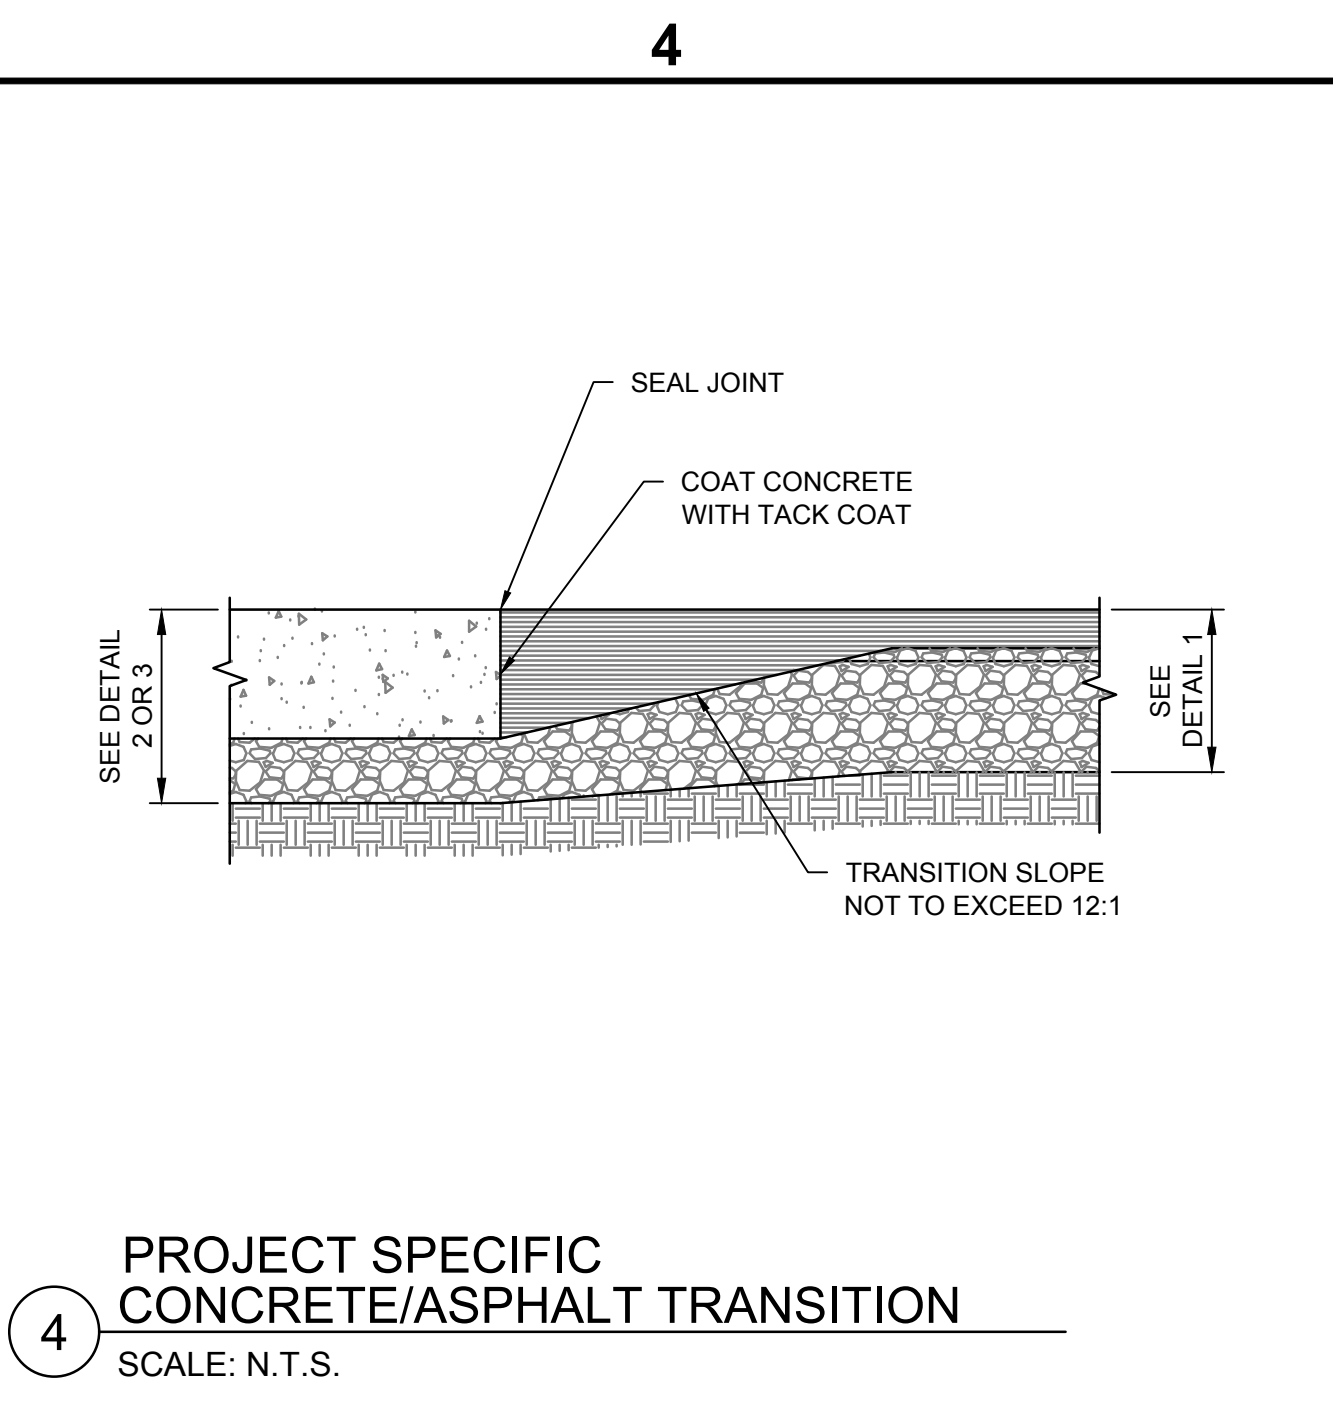 4
SEAL JOINT
COAT CONCRETE
WITH TACK COAT
SEE DETAIL
2 OR 3
SEE
DETAIL 1
TRANSITION SLOPE
NOT TO EXCEED 12:1
PROJECT SPECIFIC
CONCRETE/ASPHALT TRANSITION
4
SCALE: N.T.S.